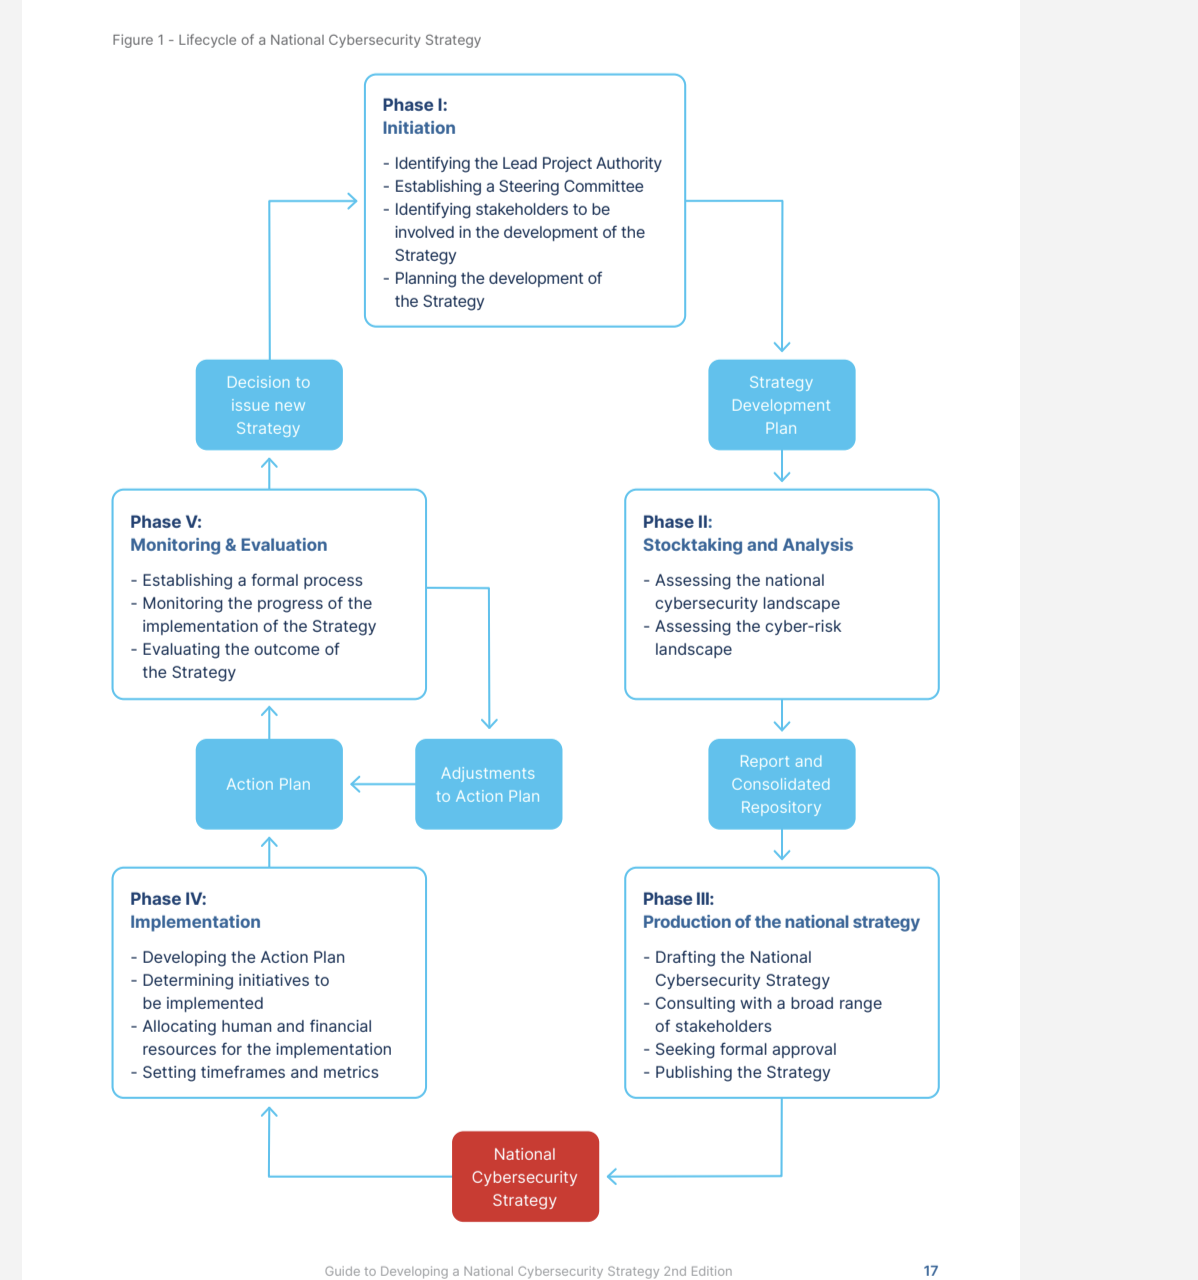 Figure 1 - Lifecycle of a National Cybersecurity Strategy
Phase I:
Initiation
- Identifying the Lead Project Authority
- Establishing a Steering Committee
- Identifying stakeholders to be
involved in the development of the
Strategy
- Planning the development of
the Strategy
Decision to
issue new
Strategy
Strategy
Development
Plan
Phase V:
Monitoring & Evaluation
- Establishing a formal process
- Monitoring the progress of the
implementation of the Strategy
- Evaluating the outcome of
the Strategy
Phase II:
Stocktaking and Analysis
- Assessing the national
cybersecurity landscape
- Assessing the cyber-risk
landscape
Action Plan
Adjustments
to Action Plan
Report and
Consolidated
Repository
Phase IV:
Implementation
- Developing the Action Plan
- Determining initiatives to
be implemented
- Allocating human and financial
resources for the implementation
- Setting timeframes and metrics
Phase III:
Production of the national strategy
- Drafting the National
Cybersecurity Strategy
- Consulting with a broad range
of stakeholders
- Seeking formal approval
- Publishing the Strategy
National
Cybersecurity
Strategy
Guide to Developing a National Cybersecurity Strategy 2nd Edition
17